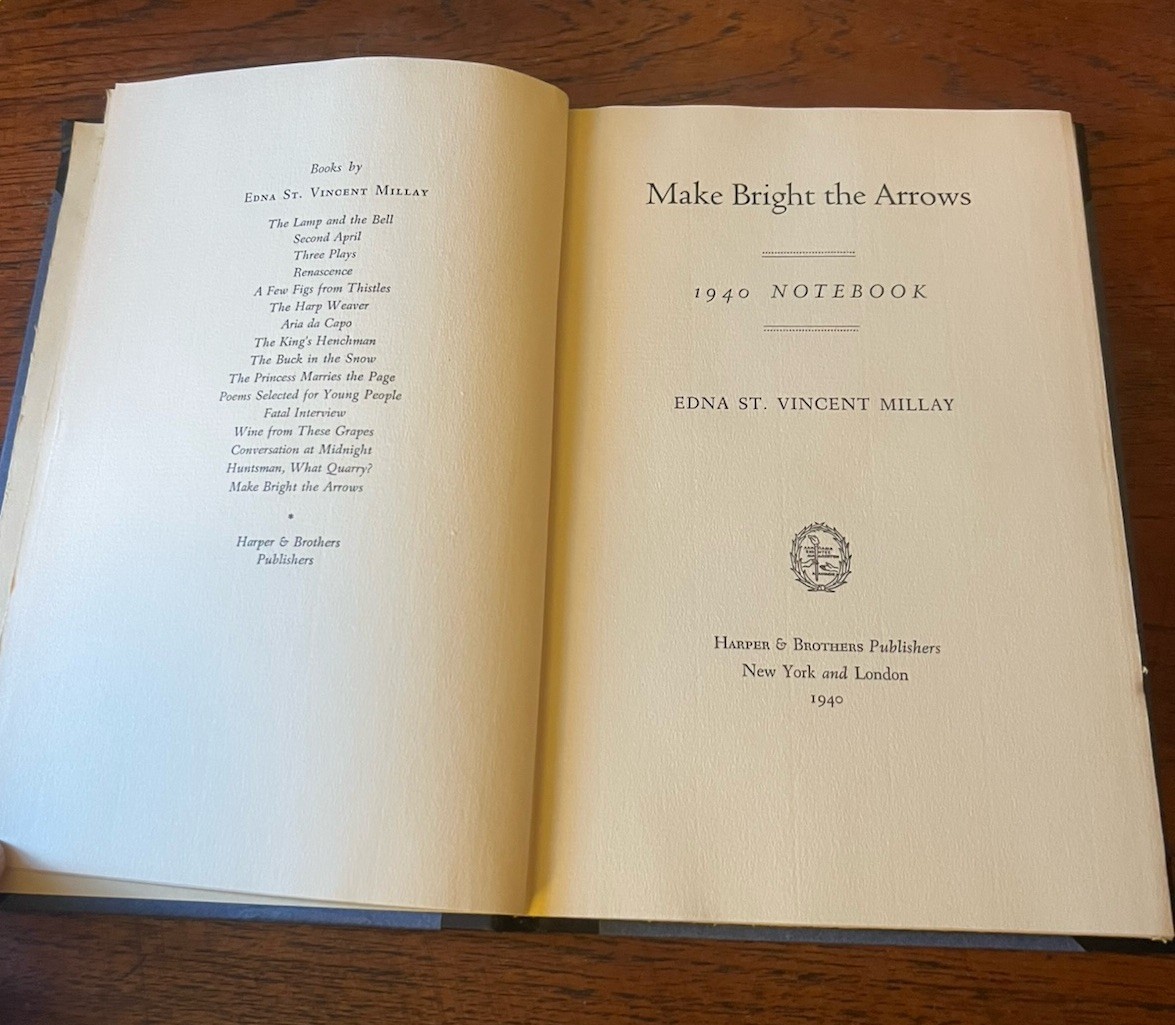 Books by
Edna St. Vincent Millay
The Lamp and the Bell
Second April
Three Plays
Renascence
A Few Figs from Thistles
The Harp Weaver
Aria da Capo
The King's Henchman
The Buck in the Snow
The Princess Marries the Page
Poems Selected for Young People
Fatal Interview
Wine from These Grapes
Conversation at Midnight
Huntsman, What Quarry?
Make Bright the Arrows
*
Harper & Brothers
Publishers
Make Bright the Arrows
1940 NOTEBOOK
EDNA ST. VINCENT MILLAY
Harper & Brothers Publishers
New York and London
1940